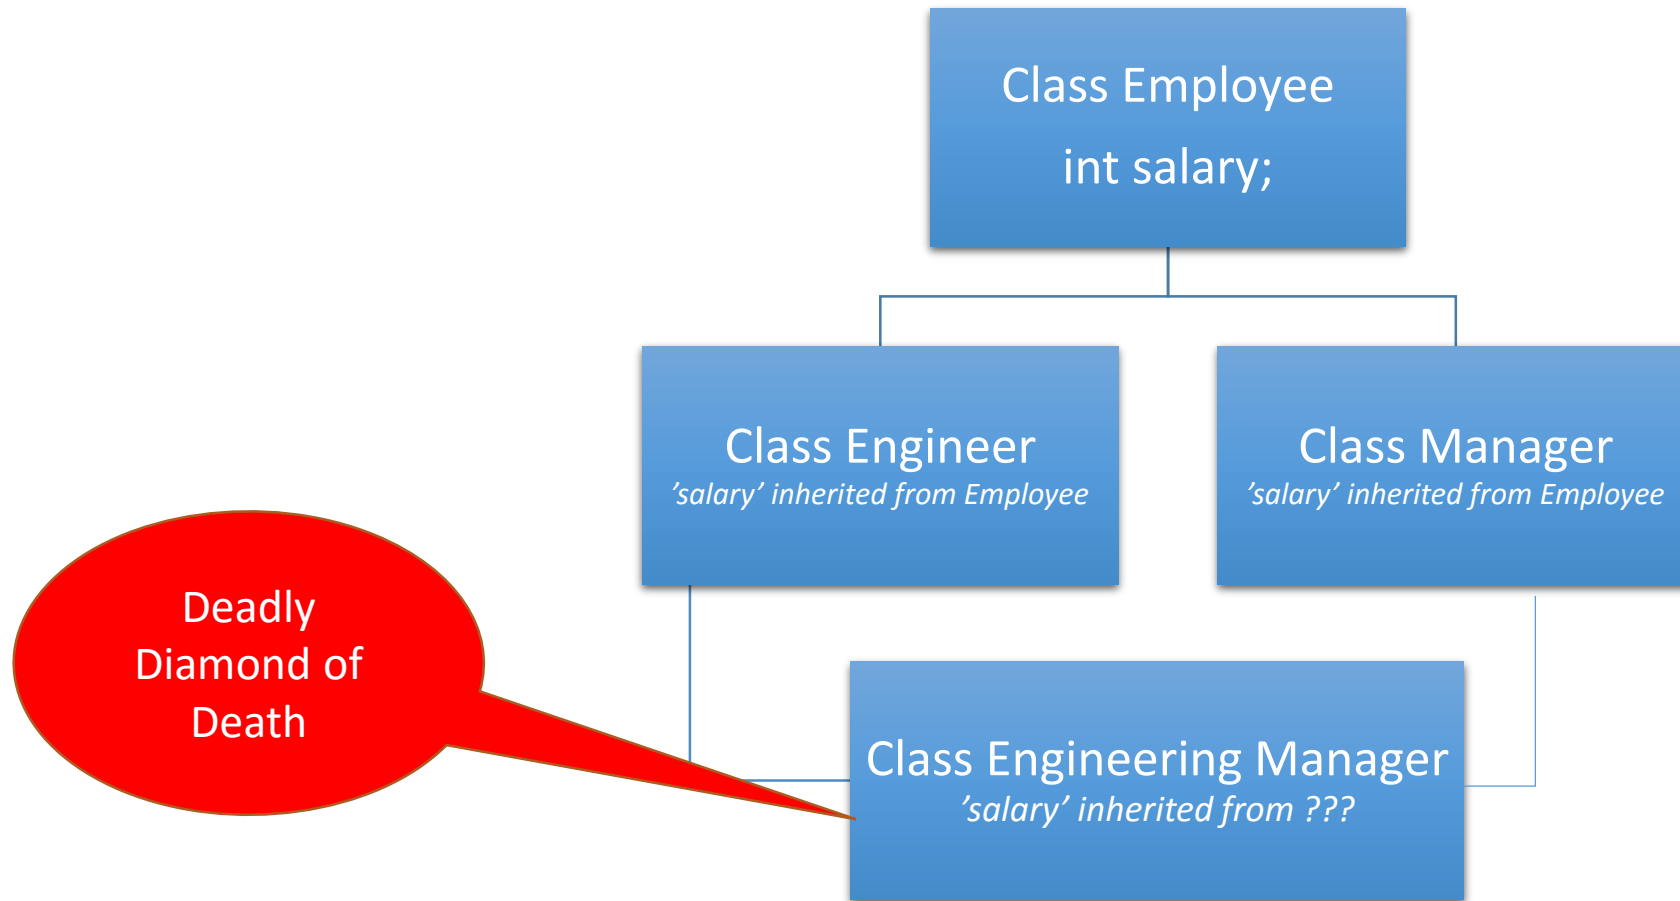 Class Employee
int salary;
Class Engineer
’salary’ inherited from Employee
Class Manager
’salary’ inherited from Employee
Deadly
Diamond of
Death
Class Engineering Manager
’salary’ inherited from ???